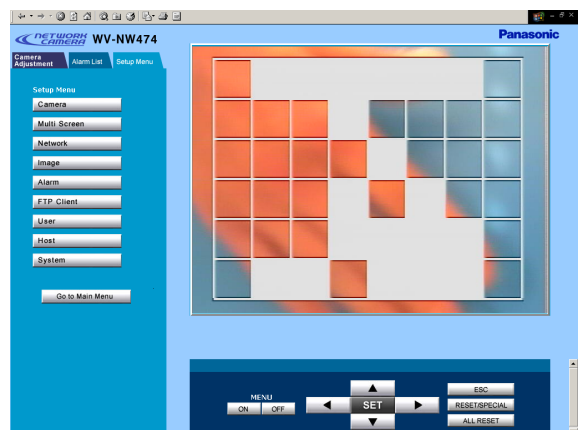 NETWORK
CAMERA WV-NW474
Panasonic
Camera
Adjustment
Alarm List
Setup Menu
Setup Menu
Camera
Multi Screen
Network
Image
Alarm
FTP Client
User
Host
System
Go to Main Menu
MENU
ON OFF
SET
ESC
RESET/SPECIAL
ALL RESET